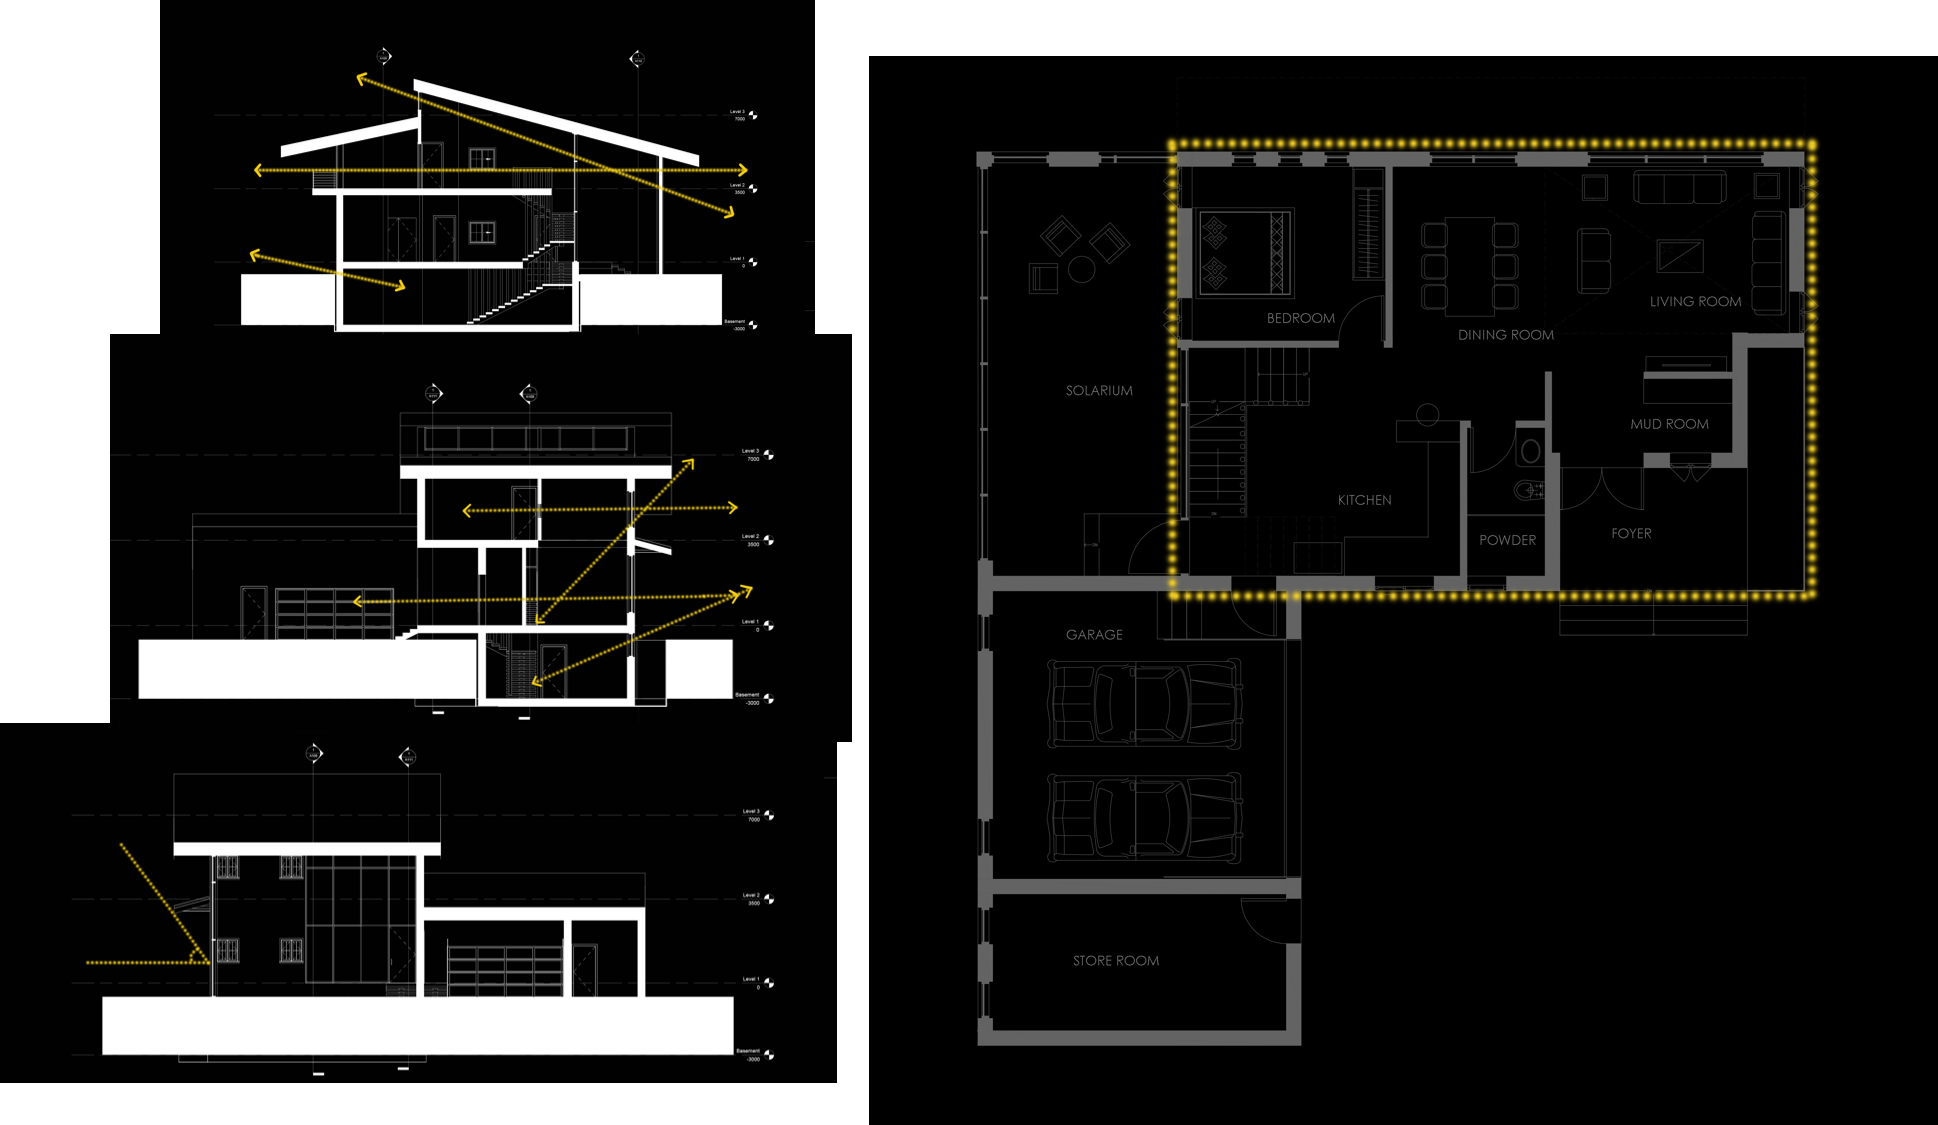 Level 3
7000
Level 2
3500
Level 1
0
Basement
-3000
Level 3
7000
Level 2
3500
Level 1
0
Basement
-3000
Level 3
7000
Level 2
3500
Level 1
0
Basement
-3000
BEDROOM
LIVING ROOM
DINING ROOM
SOLARIUM
MUD ROOM
KITCHEN
FOYER
POWDER
GARAGE
STORE ROOM